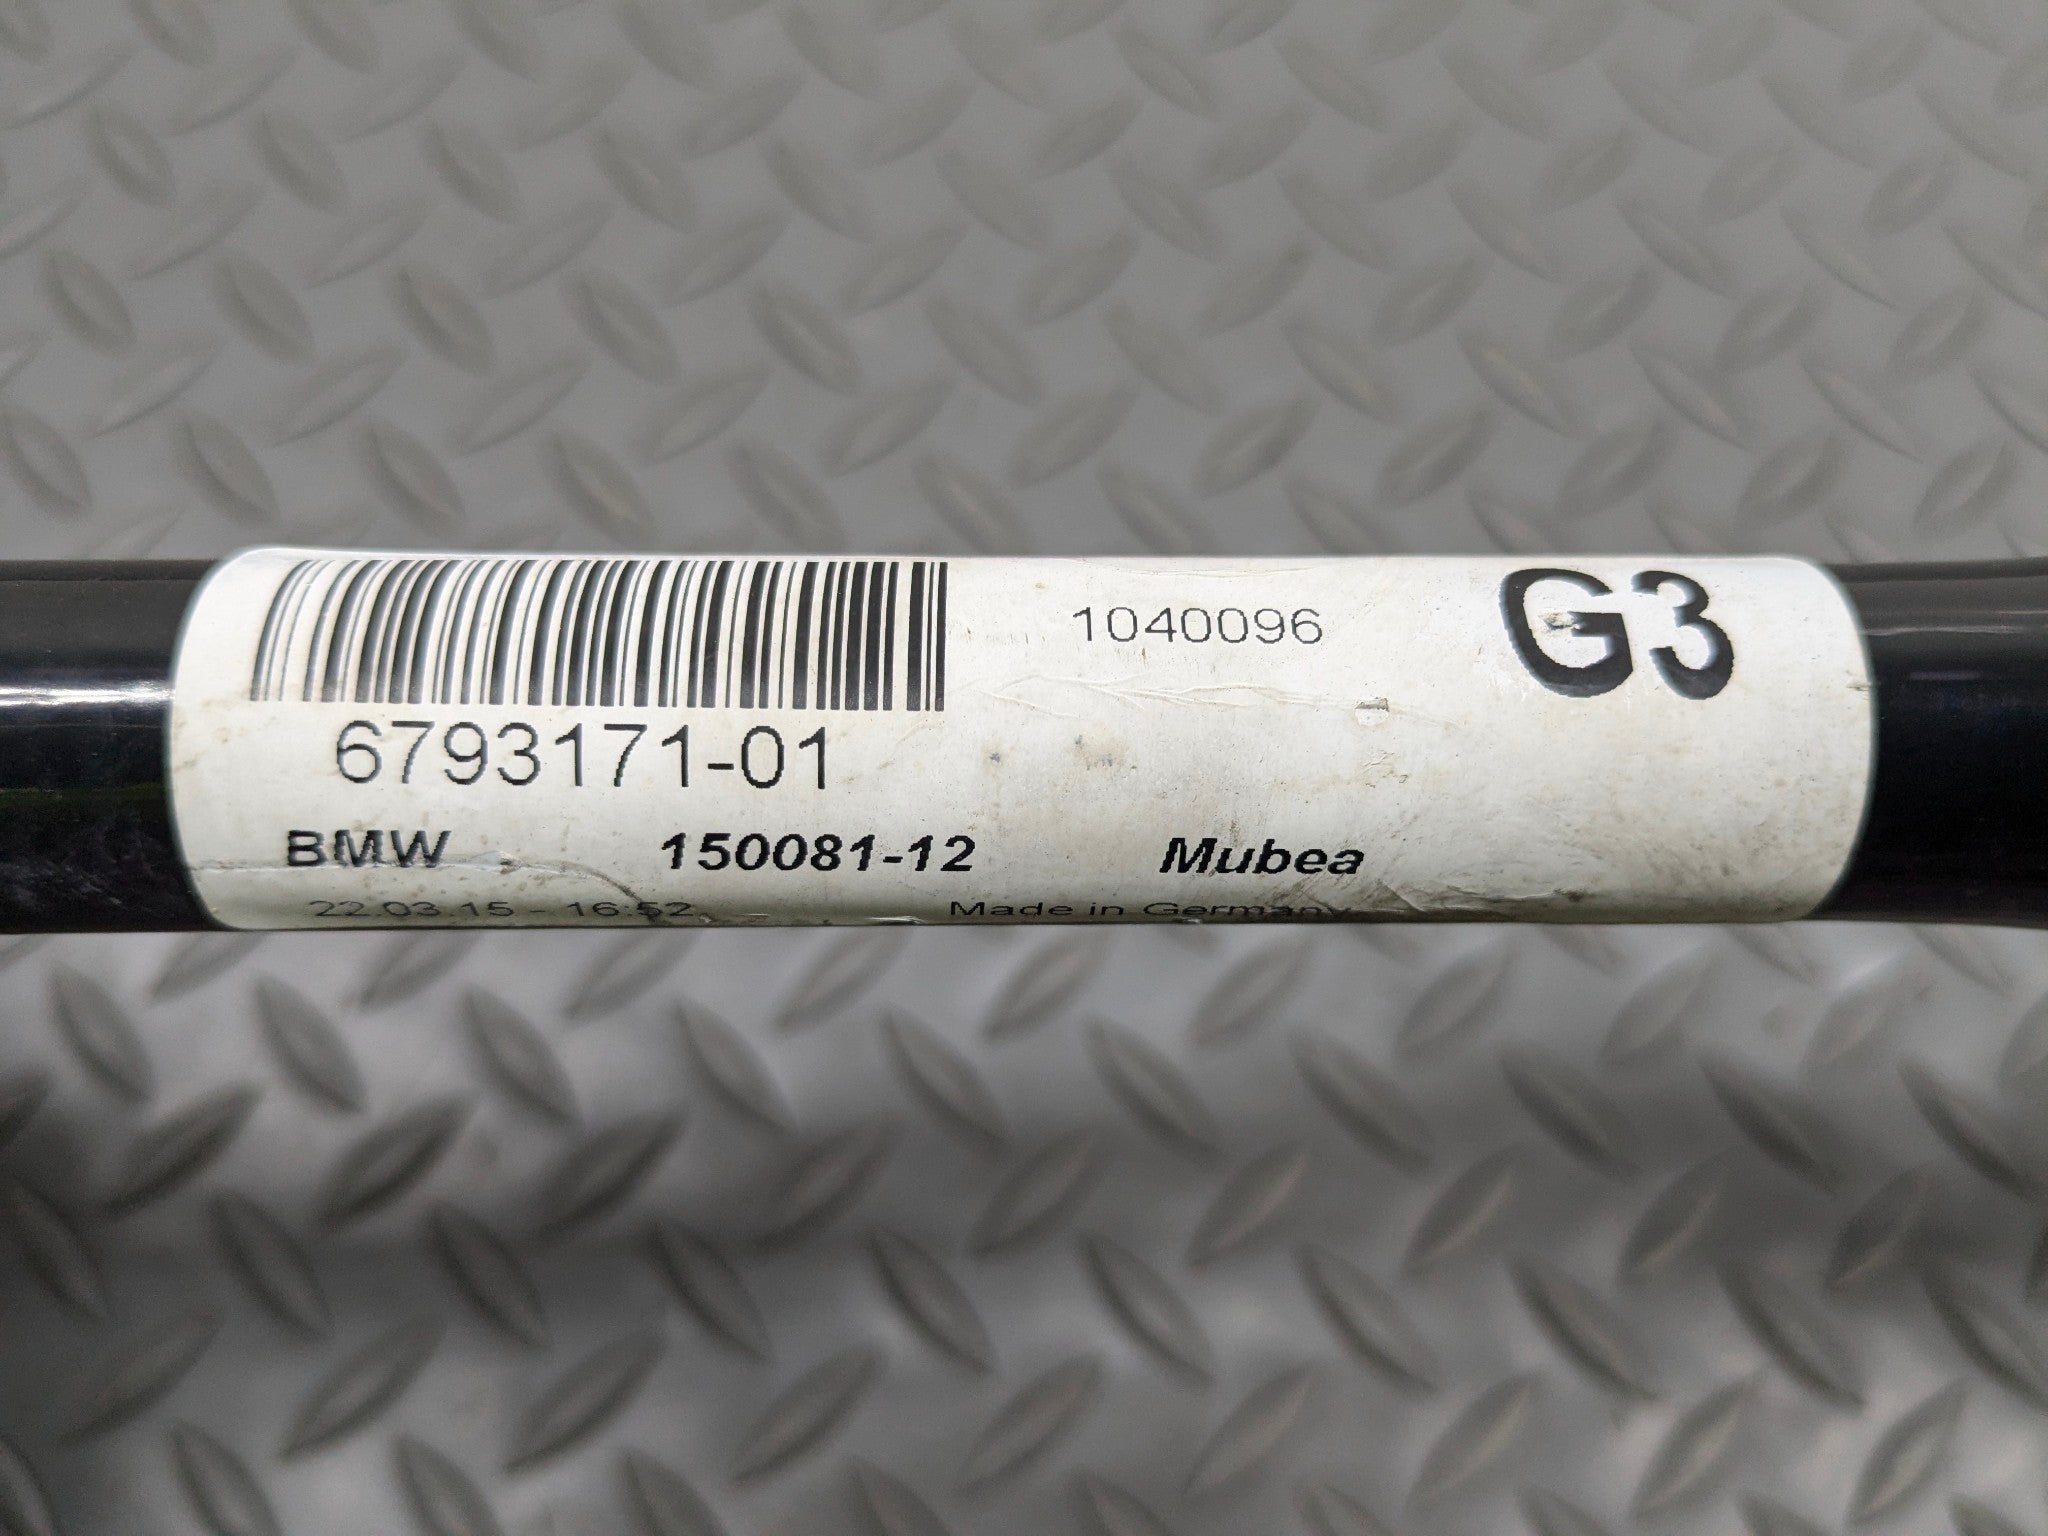 1040096 G3
6793171-01
BMW 150081-12 Mubea
22.03.15 - 16:52 Made in Germany